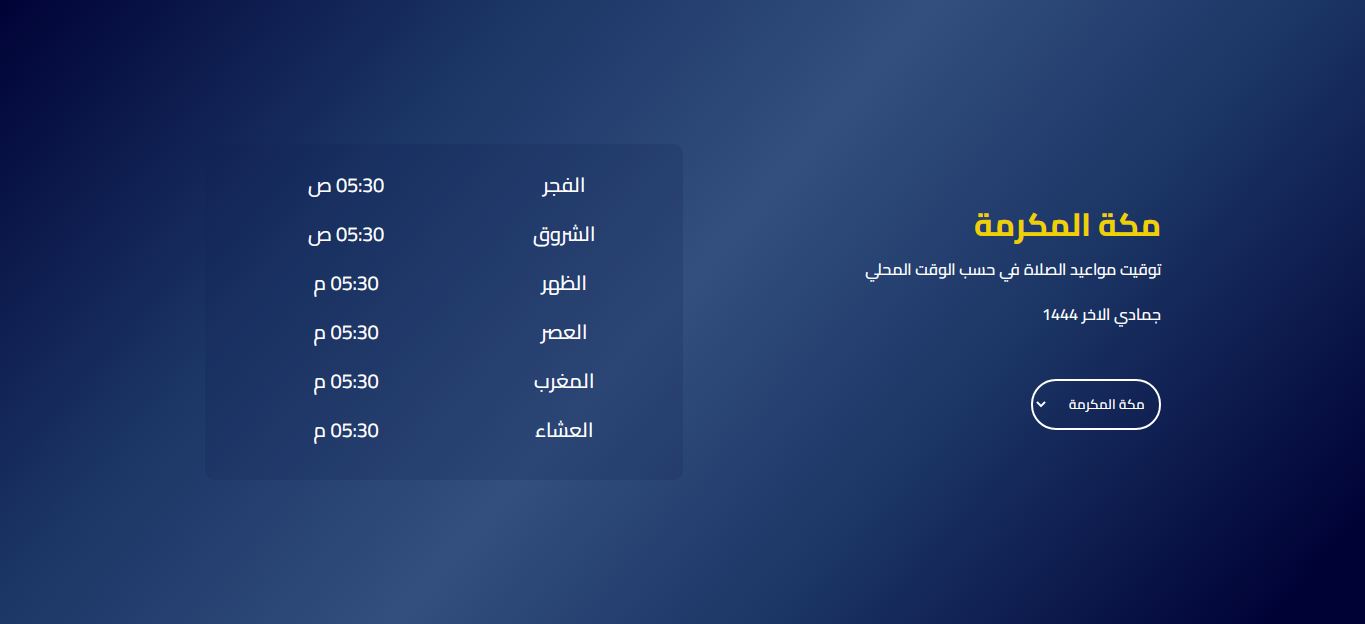 مكة المكرمة
توقيت مواعيد الصلاة في حسب الوقت المحلي
جمادي الاخر 1444
مكة المكرمة
الفجر 05:30 ص
الشروق 05:30 ص
الظهر 05:30 م
العصر 05:30 م
المغرب 05:30 م
العشاء 05:30 م